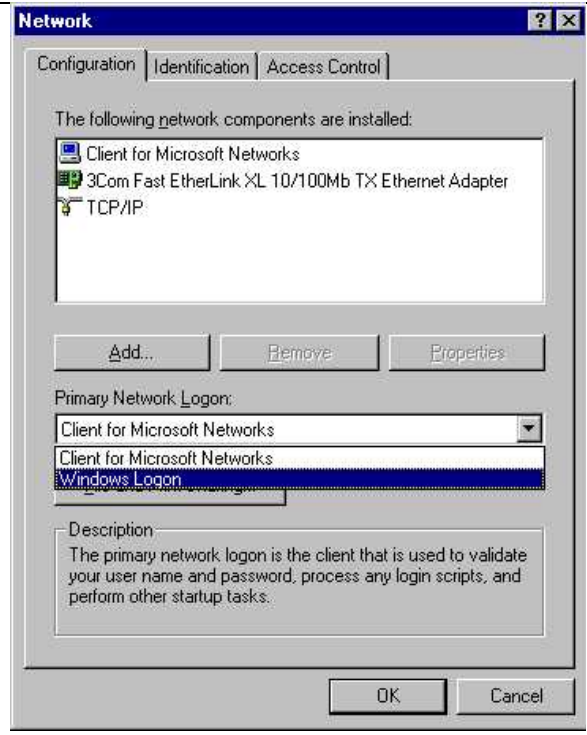 Network
Configuration Identification Access Control
The following network components are installed:
Client for Microsoft Networks
3Com Fast EtherLink XL 10/100Mb TX Ethernet Adapter
TCP/IP
Add... Remove Properties
Primary Network Logon:
Client for Microsoft Networks
Client for Microsoft Networks
Windows Logon
Description
The primary network logon is the client that is used to validate
your user name and password, process any login scripts, and
perform other startup tasks.
OK Cancel